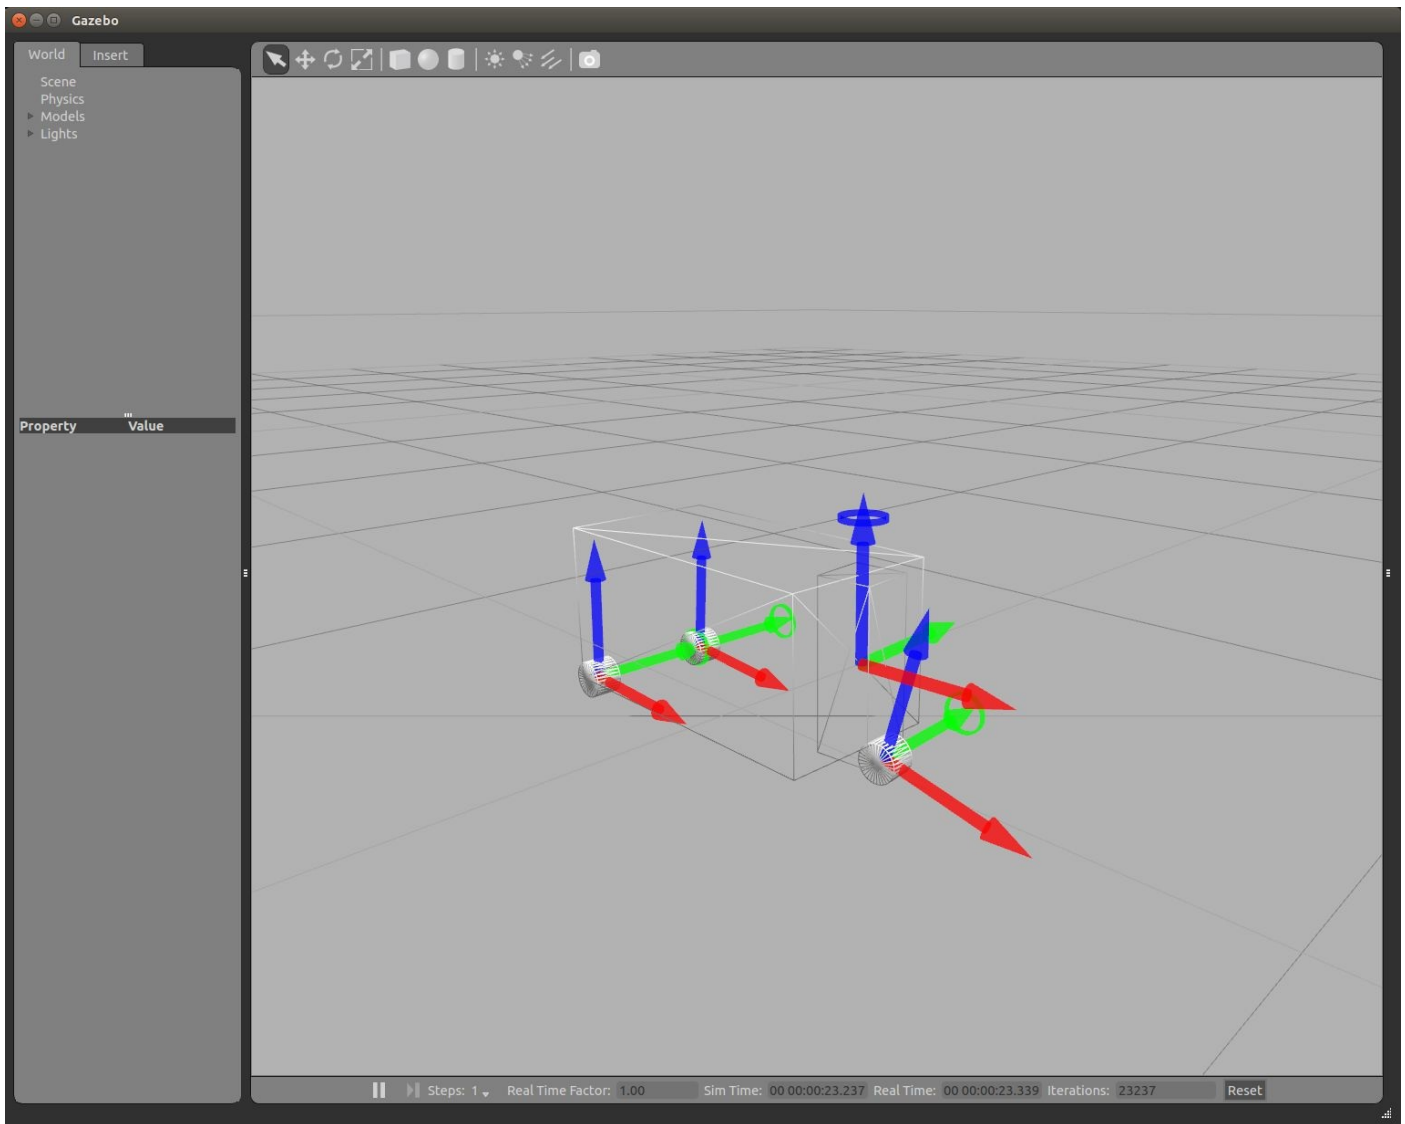 Gazebo
World Insert
Scene
Physics
Models
Lights
Property Value
Steps: 1 Real Time Factor: 1.00 Sim Time: 00 00:00:23.237 Real Time: 00 00:00:23.339 Iterations: 23237 Reset